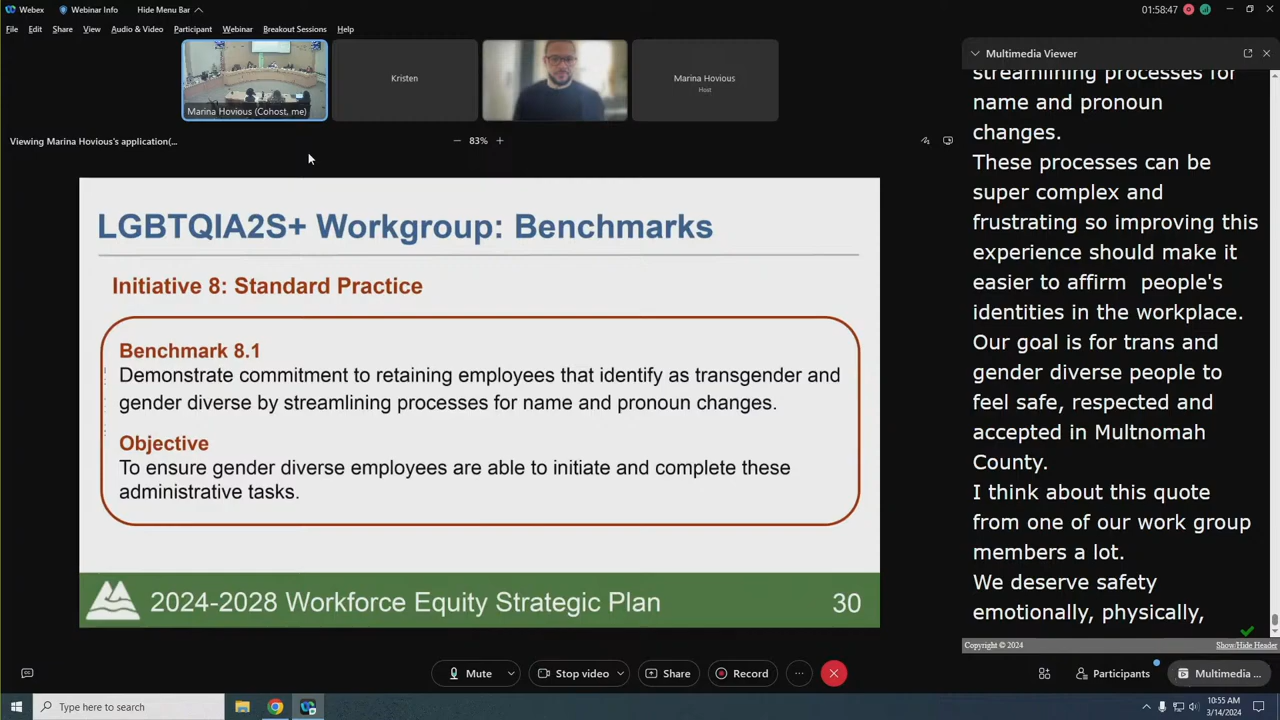 Webex
Webinar Info
Hide Menu Bar
01:58:47
File
Edit
Share
View
Audio & Video
Participant
Webinar
Breakout Sessions
Help
Marina Hovious (Cohost, me)
Kristen
Marina Hovious
Host
Viewing Marina Hovious's application(...
83%
LGBTQIA2S+ Workgroup: Benchmarks
Initiative 8: Standard Practice
Benchmark 8.1
Demonstrate commitment to retaining employees that identify as transgender and
gender diverse by streamlining processes for name and pronoun changes.
Objective
To ensure gender diverse employees are able to initiate and complete these
administrative tasks.
2024-2028 Workforce Equity Strategic Plan
30
Multimedia Viewer
streamlining processes for
name and pronoun
changes.
These processes can be
super complex and
frustrating so improving this
experience should make it
easier to affirm  people's
identities in the workplace.
Our goal is for trans and
gender diverse people to
feel safe, respected and
accepted in Multnomah
County.
I think about this quote
from one of our work group
members a lot.
We deserve safety
emotionally, physically,
Copyright © 2024
Show/Hide Header
Mute
Stop video
Share
Record
Participants
Multimedia ...
Type here to search
10:55 AM
3/14/2024